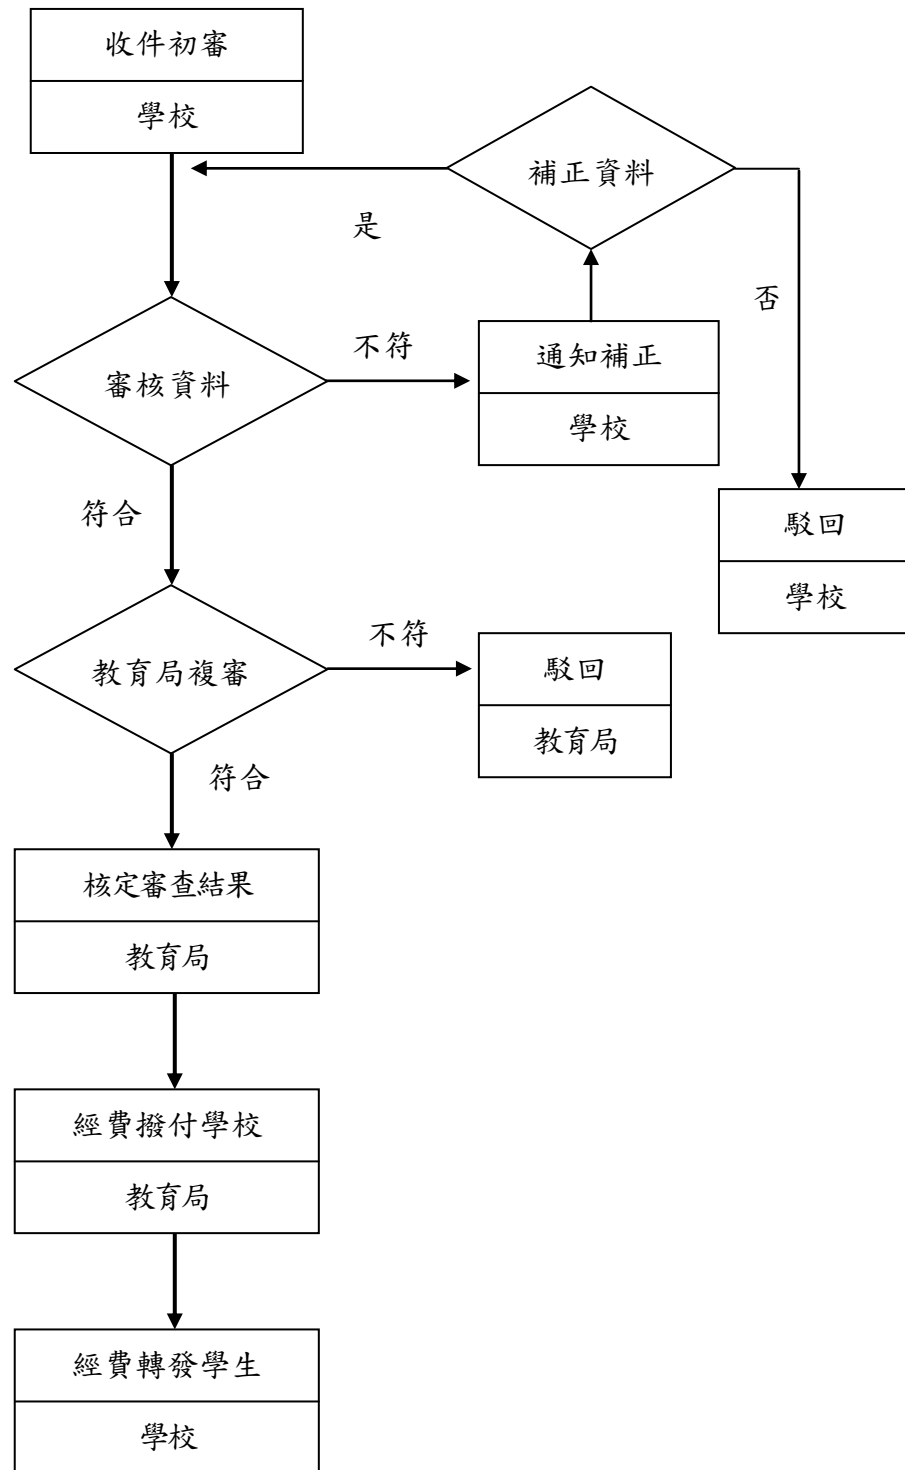 收件初審
學校
補正資料
是
否
不符
通知補正
學校
審核資料
符合
駁回
學校
不符
教育局複審
駁回
教育局
符合
核定審查結果
教育局
經費撥付學校
教育局
經費轉發學生
學校